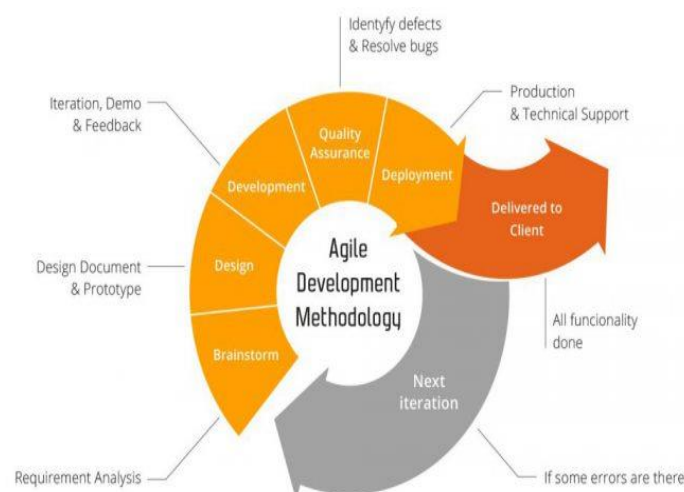 Identyfy defects
& Resolve bugs
Iteration, Demo
& Feedback
Production
& Technical Support
Quality
Assurance
Development
Deployment
Delivered to
Client
Design Document
& Prototype
Design
Agile
Development
Methodology
All funcionality
done
Brainstorm
Next
iteration
Requirement Analysis
If some errors are there